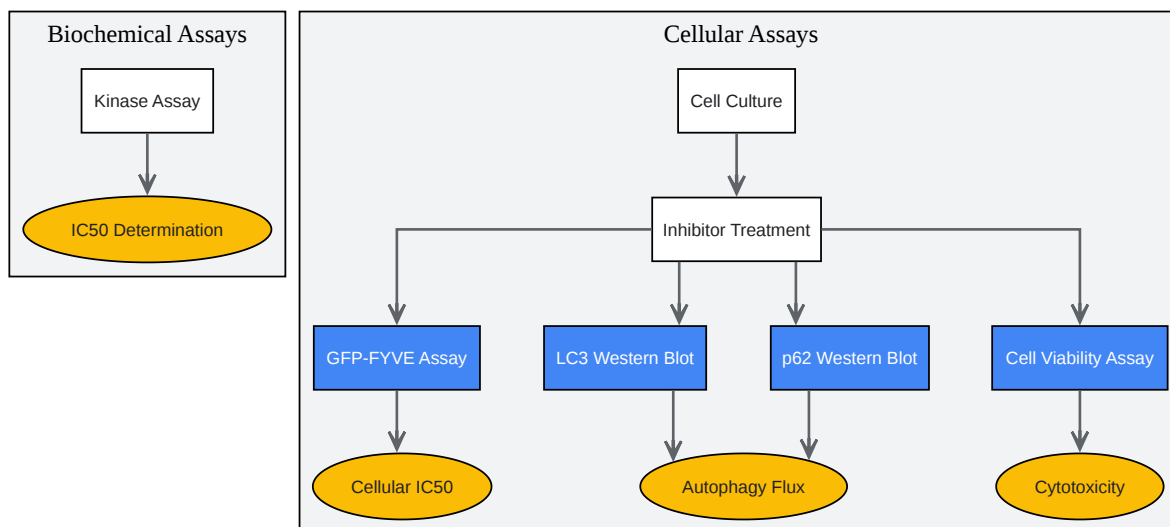 Biochemical Assays
Kinase Assay
IC50 Determination
Cellular Assays
Cell Culture
Inhibitor Treatment
GFP-FYVE Assay
LC3 Western Blot
p62 Western Blot
Cell Viability Assay
Cellular IC50
Autophagy Flux
Cytotoxicity